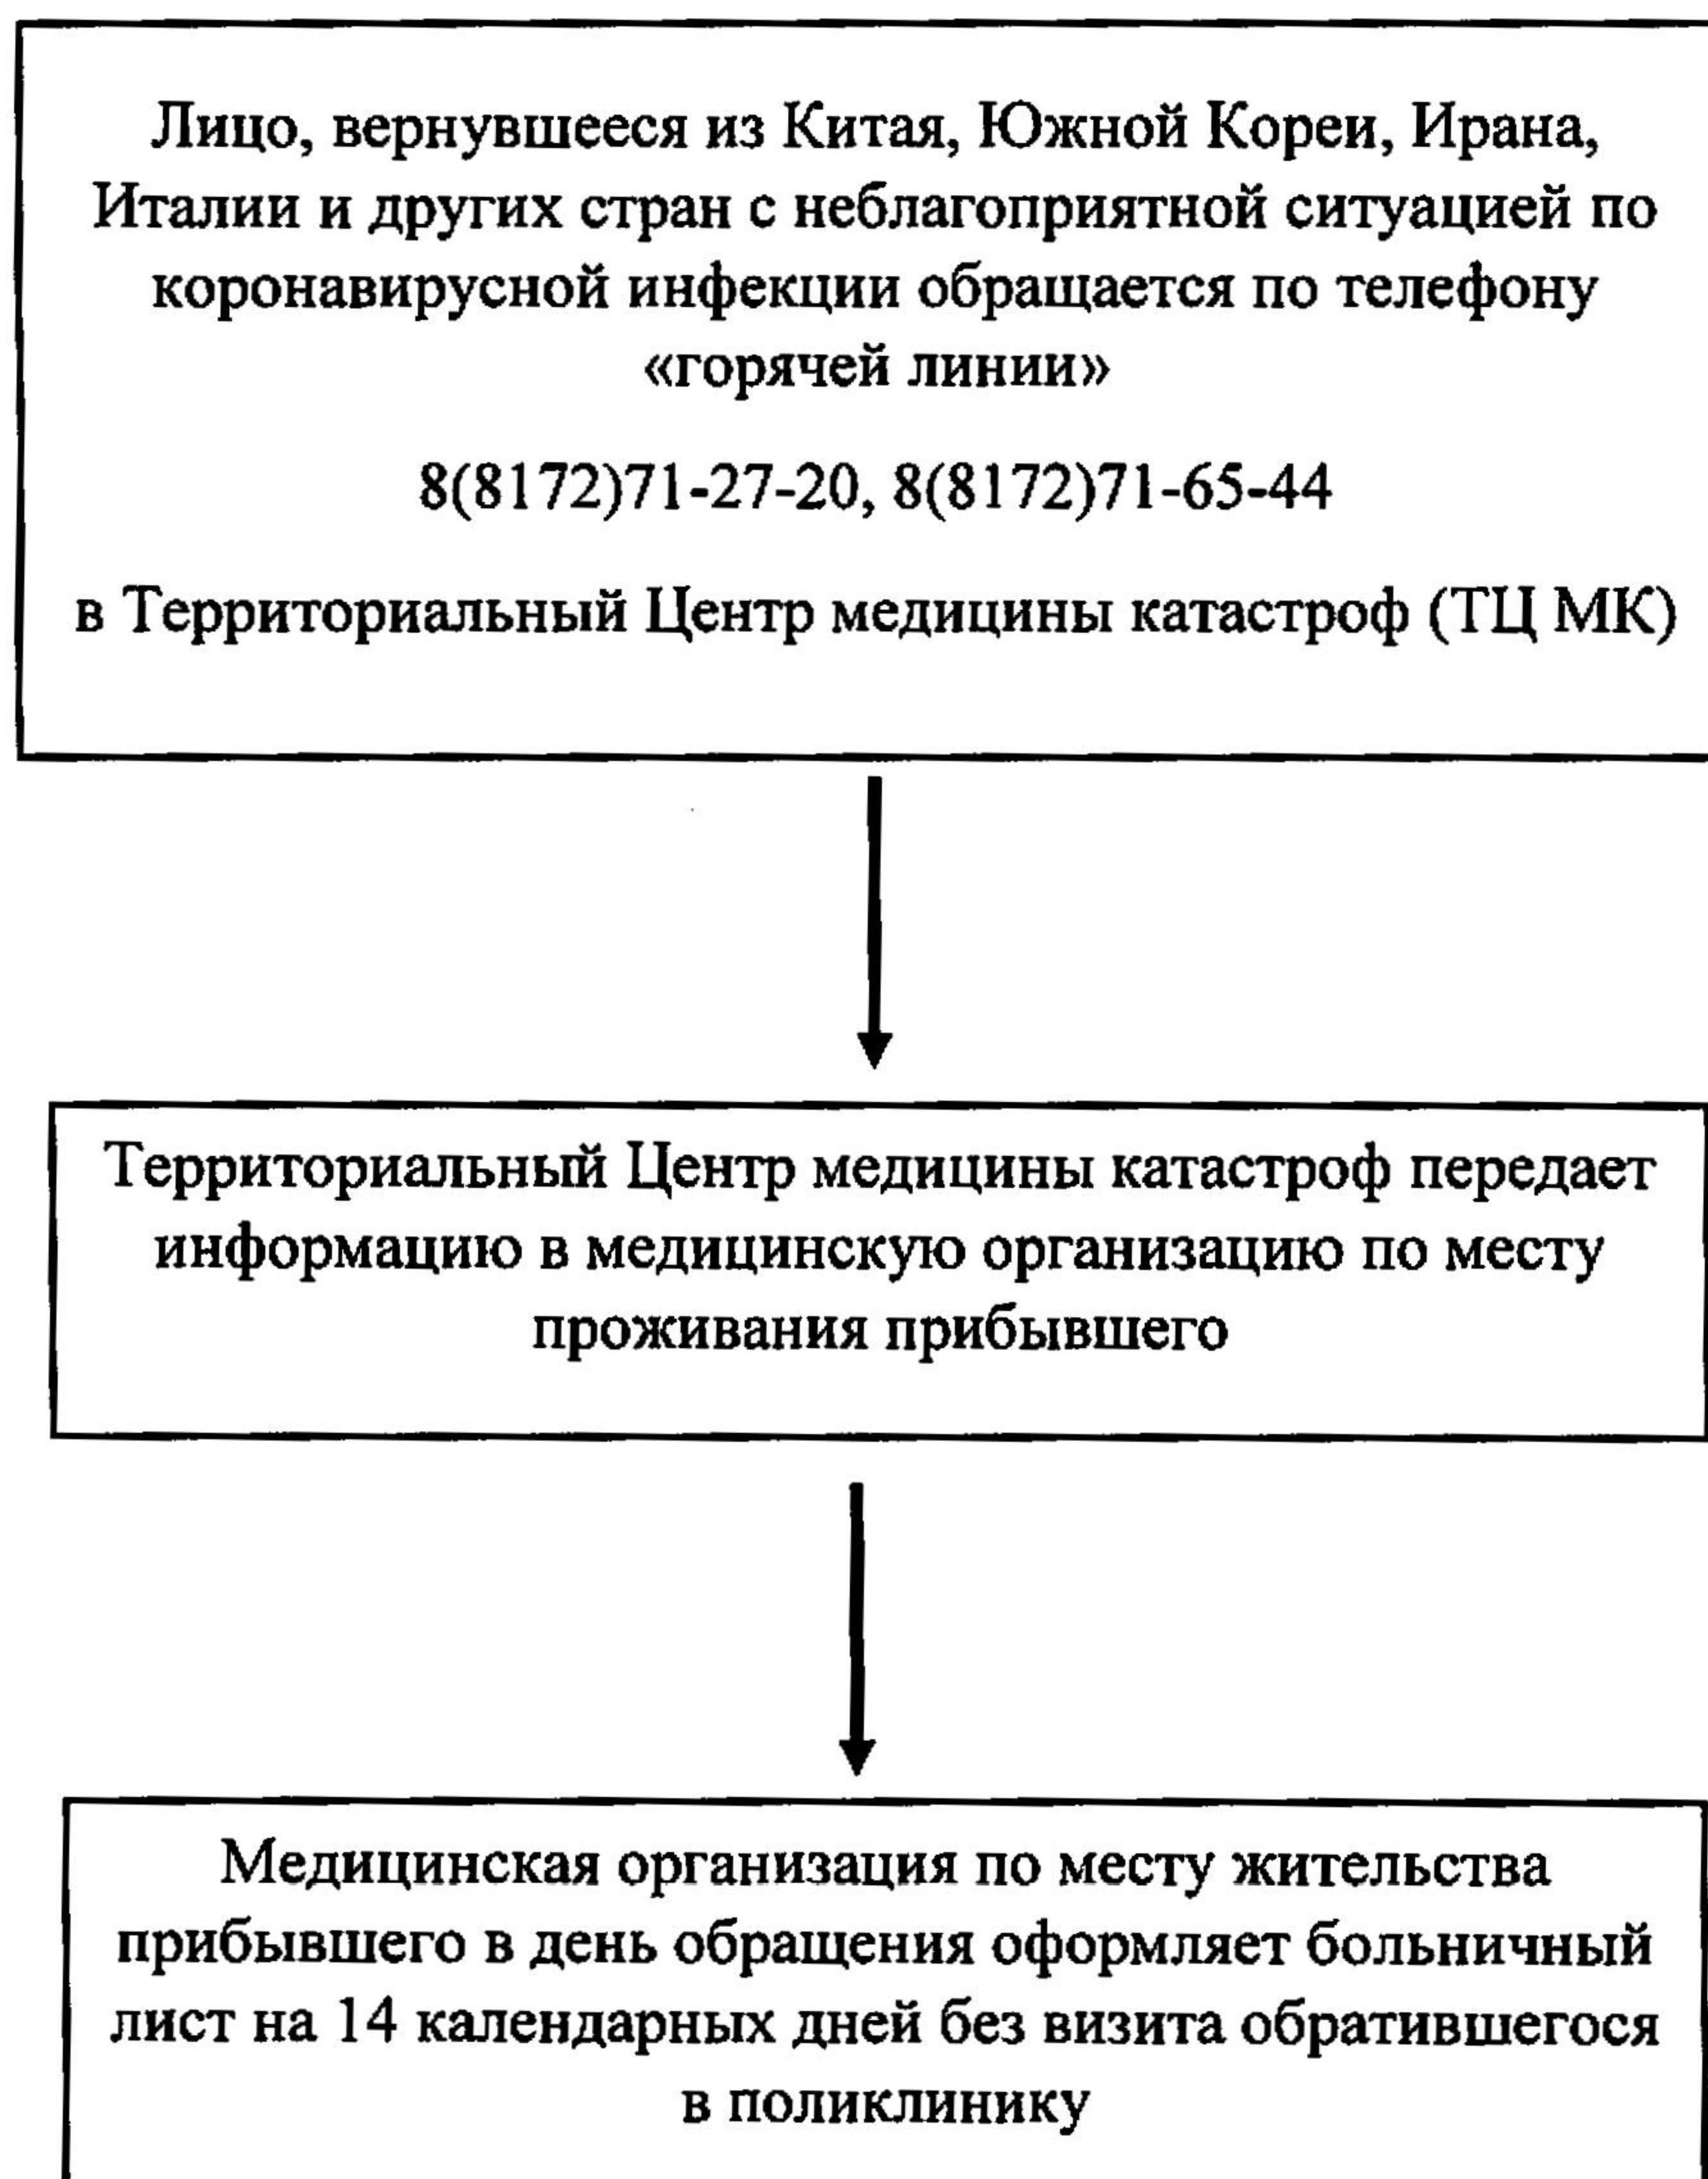 Лицо, вернувшееся из Китая, Южной Кореи, Ирана,
Италии и других стран с неблагоприятной ситуацией по
коронавирусной инфекции обращается по телефону
«горячей линии»
8(8172)71-27-20, 8(8172)71-65-44
в Территориальный Центр медицины катастроф (ТЦ МК)
Территориальный Центр медицины катастроф передает
информацию в медицинскую организацию по месту
проживания прибывшего
Медицинская организация по месту жительства
прибывшего в день обращения оформляет больничный
лист на 14 календарных дней без визита обратившегося
в поликлинику